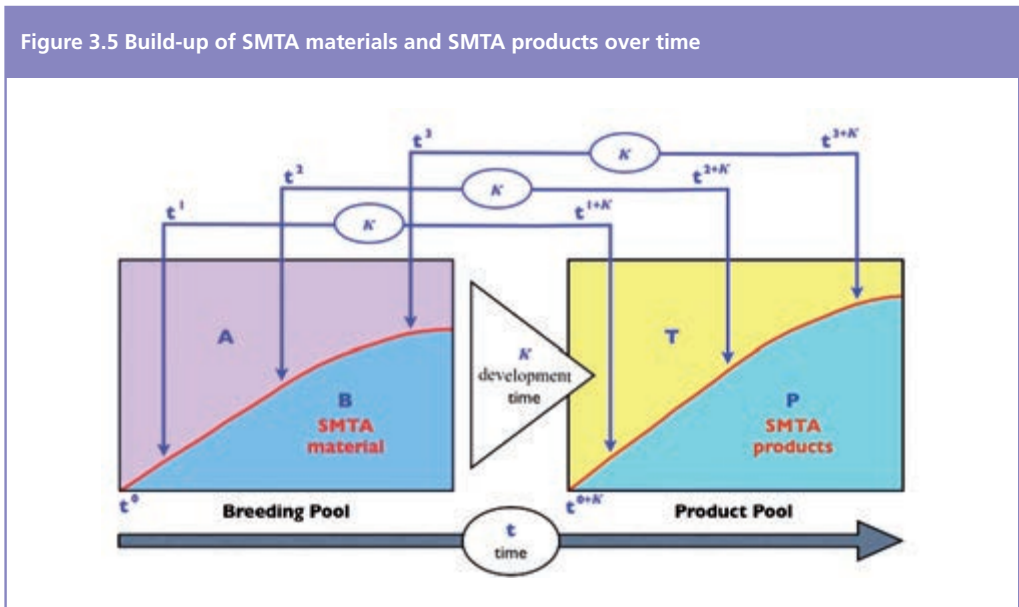 Figure 3.5 Build-up of SMTA materials and SMTA products over time
t³
K
t³⁺ᴷ
t²
K
t²⁺ᴷ
t¹
K
t¹⁺ᴷ
A
B
SMTA
material
K
development
time
T
P
SMTA
products
t⁰
Breeding Pool
t⁰⁺ᴷ
Product Pool
t
time